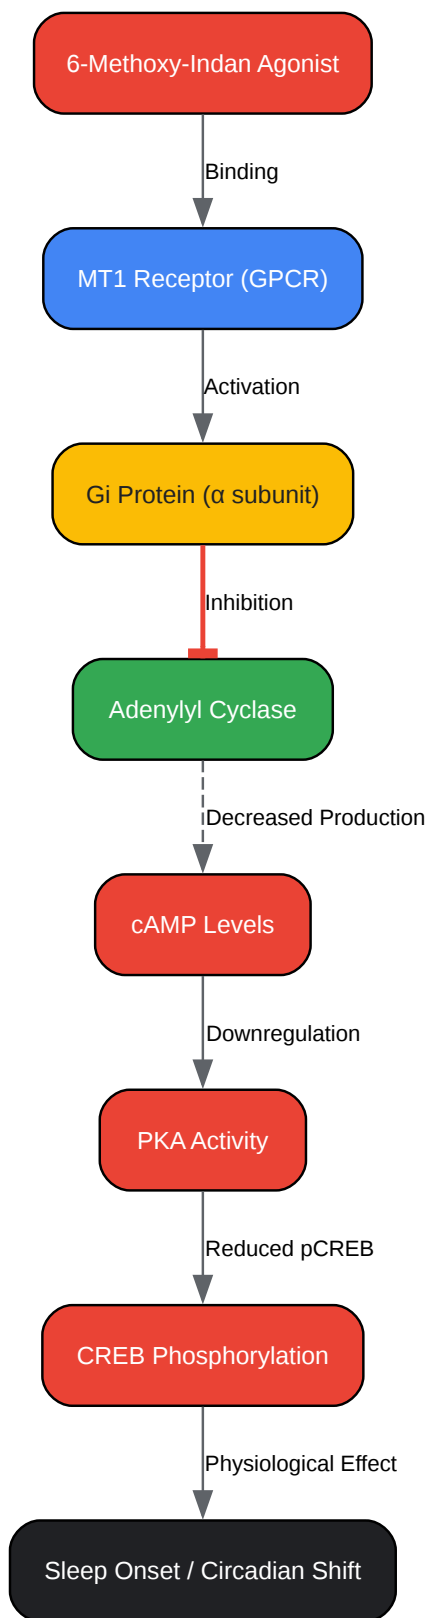 6-Methoxy-Indan Agonist
Binding
MT1 Receptor (GPCR)
Activation
Gi Protein (α subunit)
Inhibition
Adenylyl Cyclase
Decreased Production
cAMP Levels
Downregulation
PKA Activity
Reduced pCREB
CREB Phosphorylation
Physiological Effect
Sleep Onset / Circadian Shift